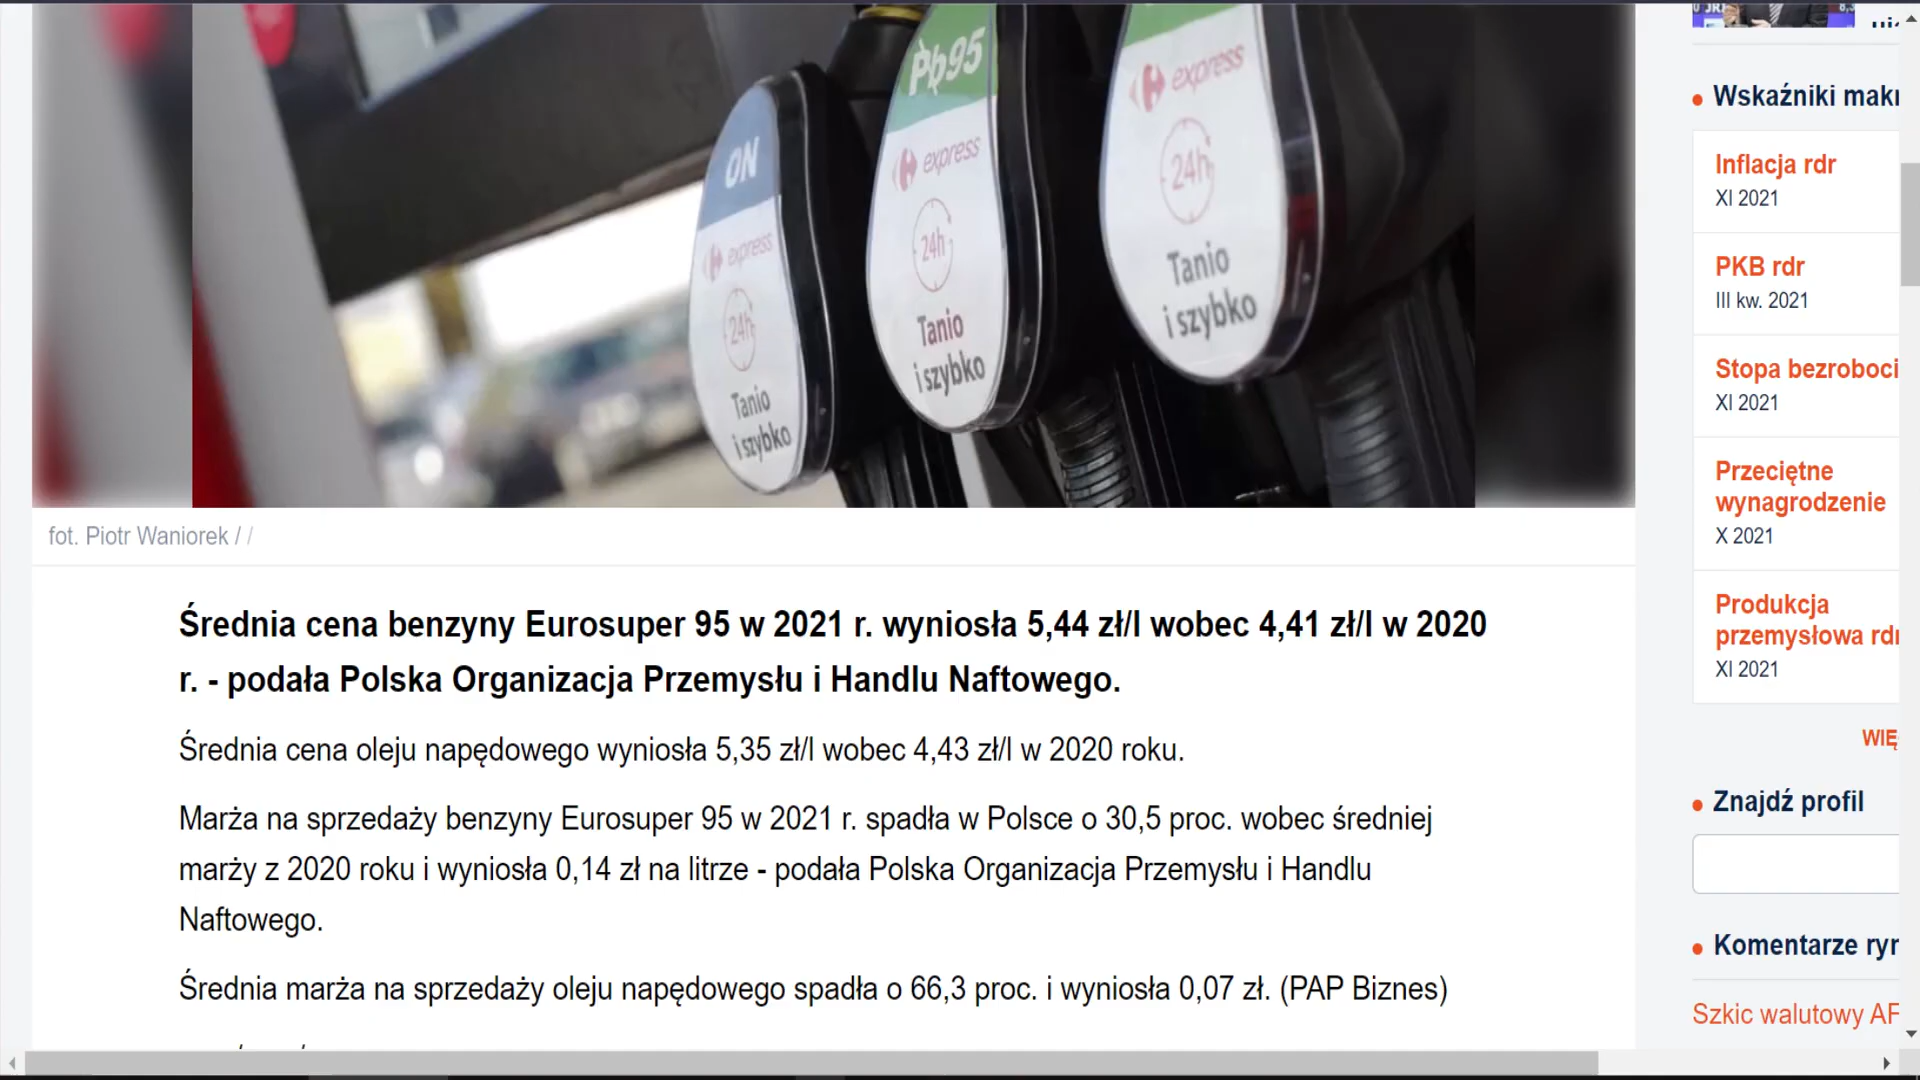 Pb95
express
24h
Tanio
i szybko
express
24h
Tanio
i szybko
ON
express
24h
Tanio
i szybko
fot. Piotr Waniorek / /
Średnia cena benzyny Eurosuper 95 w 2021 r. wyniosła 5,44 zł/l wobec 4,41 zł/l w 2020
r. - podała Polska Organizacja Przemysłu i Handlu Naftowego.
Średnia cena oleju napędowego wyniosła 5,35 zł/l wobec 4,43 zł/l w 2020 roku.
Marża na sprzedaży benzyny Eurosuper 95 w 2021 r. spadła w Polsce o 30,5 proc. wobec średniej
marży z 2020 roku i wyniosła 0,14 zł na litrze - podała Polska Organizacja Przemysłu i Handlu
Naftowego.
Średnia marża na sprzedaży oleju napędowego spadła o 66,3 proc. i wyniosła 0,07 zł. (PAP Biznes)
Wskaźniki makr
Inflacja rdr
XI 2021
PKB rdr
III kw. 2021
Stopa bezroboci
XI 2021
Przeciętne
wynagrodzenie
X 2021
Produkcja
przemysłowa rdr
XI 2021
WIĘ
Znajdź profil
Komentarze ryn
Szkic walutowy AF